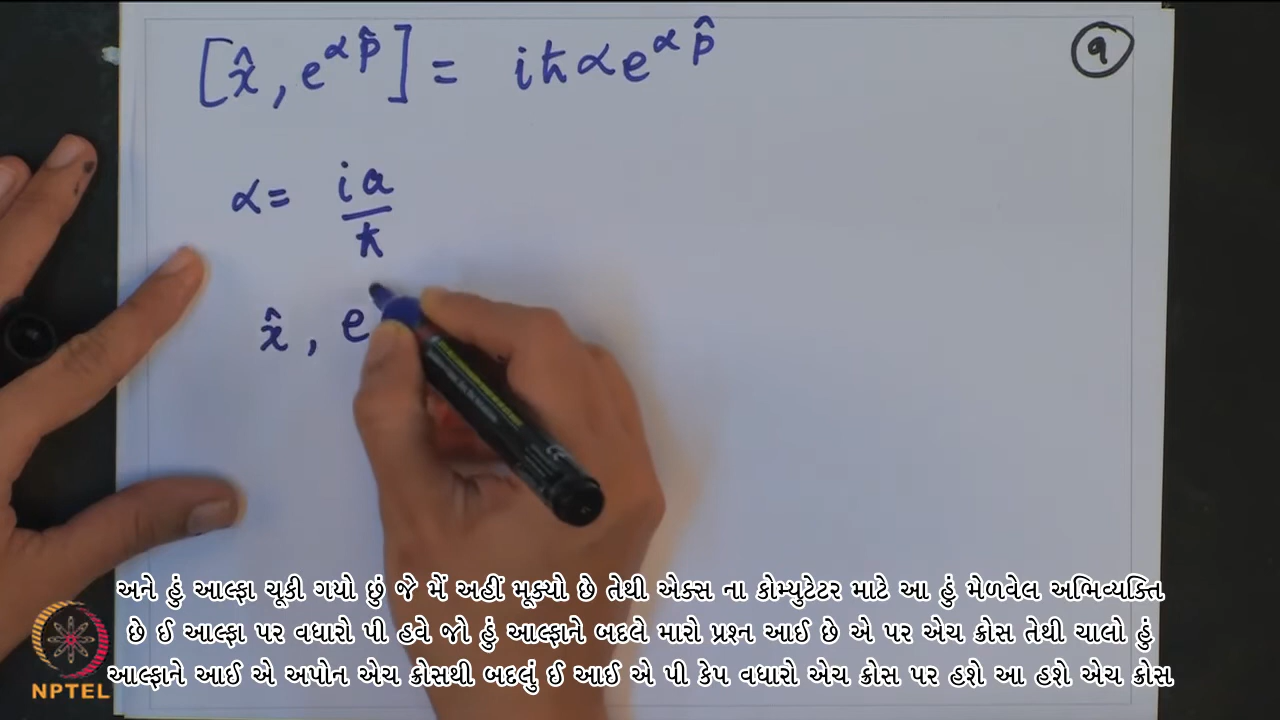 [x̂, e^{αp̂}] = iħαe^{αp̂}
9
α = ia/ħ
x̂, e
અને હું આલ્ફા ચૂકી ગયો છું જે મેં અહીં મૂક્યો છે તેથી એક્સ ના કોમ્યુટેટર માટે આ હું મેળવેલ અભિવ્યક્તિ
છે ઈ આલ્ફા પર વધારો પી હવે જો હું આલ્ફાને બદલે મારો પ્રશ્ન આઈ છે એ પર એચ ક્રોસ તેથી ચાલો હું
આલ્ફાને આઈ એ અપોન એચ ક્રોસથી બદલું ઈ આઈ એ પી કેપ વધારો એચ ક્રોસ પર હશે આ હશે એચ ક્રોસ
NPTEL